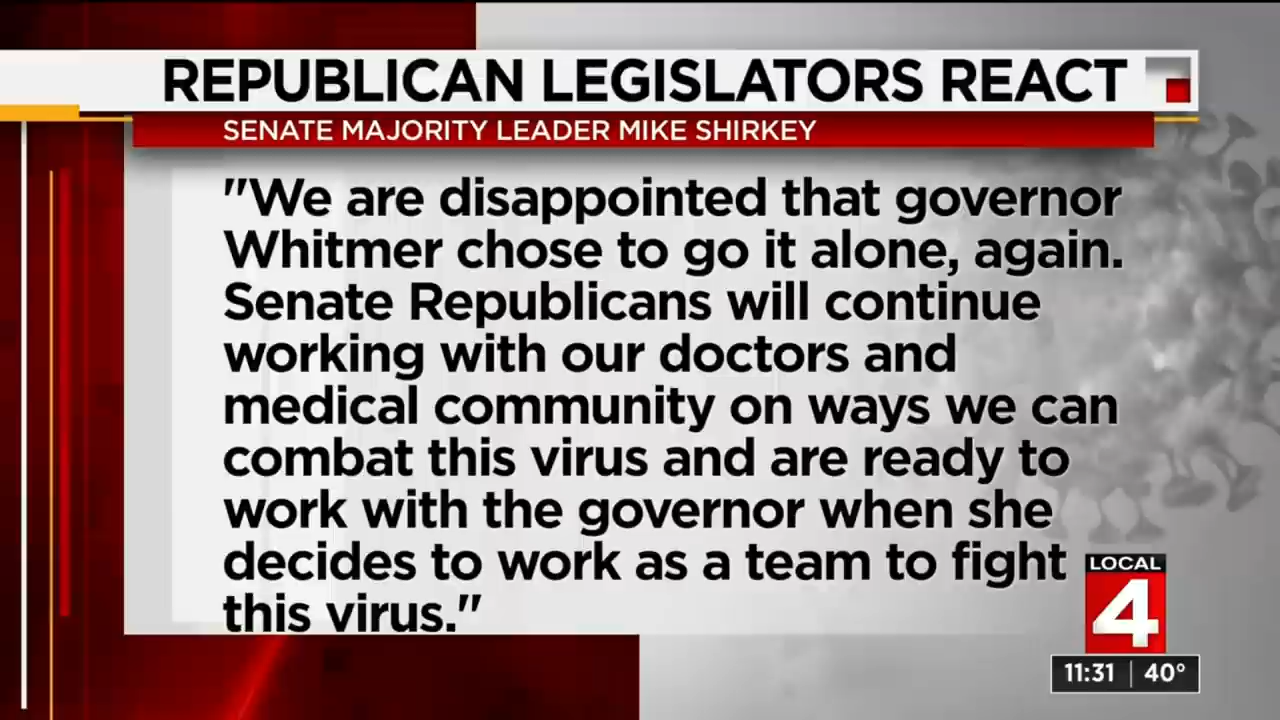 REPUBLICAN LEGISLATORS REACT
SENATE MAJORITY LEADER MIKE SHIRKEY
"We are disappointed that governor
Whitmer chose to go it alone, again.
Senate Republicans will continue
working with our doctors and
medical community on ways we can
combat this virus and are ready to
work with the governor when she
decides to work as a team to fight
this virus."
LOCAL
4
11:31 40°